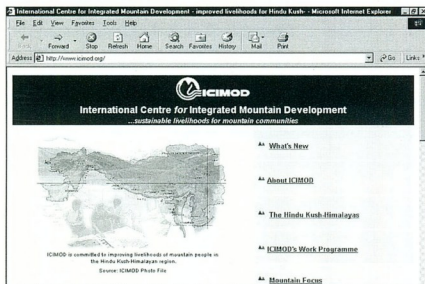 International Centre for Integrated Mountain Development - improved livelihoods for Hindu Kush- - Microsoft Internet Explorer
File Edit View Favorites Tools Help
Back Forward Stop Refresh Home Search Favorites History Mail Print
Address http://www.icimod.org/ Go Links
ICIMOD
International Centre for Integrated Mountain Development
...sustainable livelihoods for mountain communities
What's New
About ICIMOD
The Hindu Kush-Himalayas
ICIMOD's Work Programme
Mountain Focus
ICIMOD is committed to improving livelihoods of mountain people in
the Hindu Kush-Himalayan region.
Source: ICIMOD Photo File